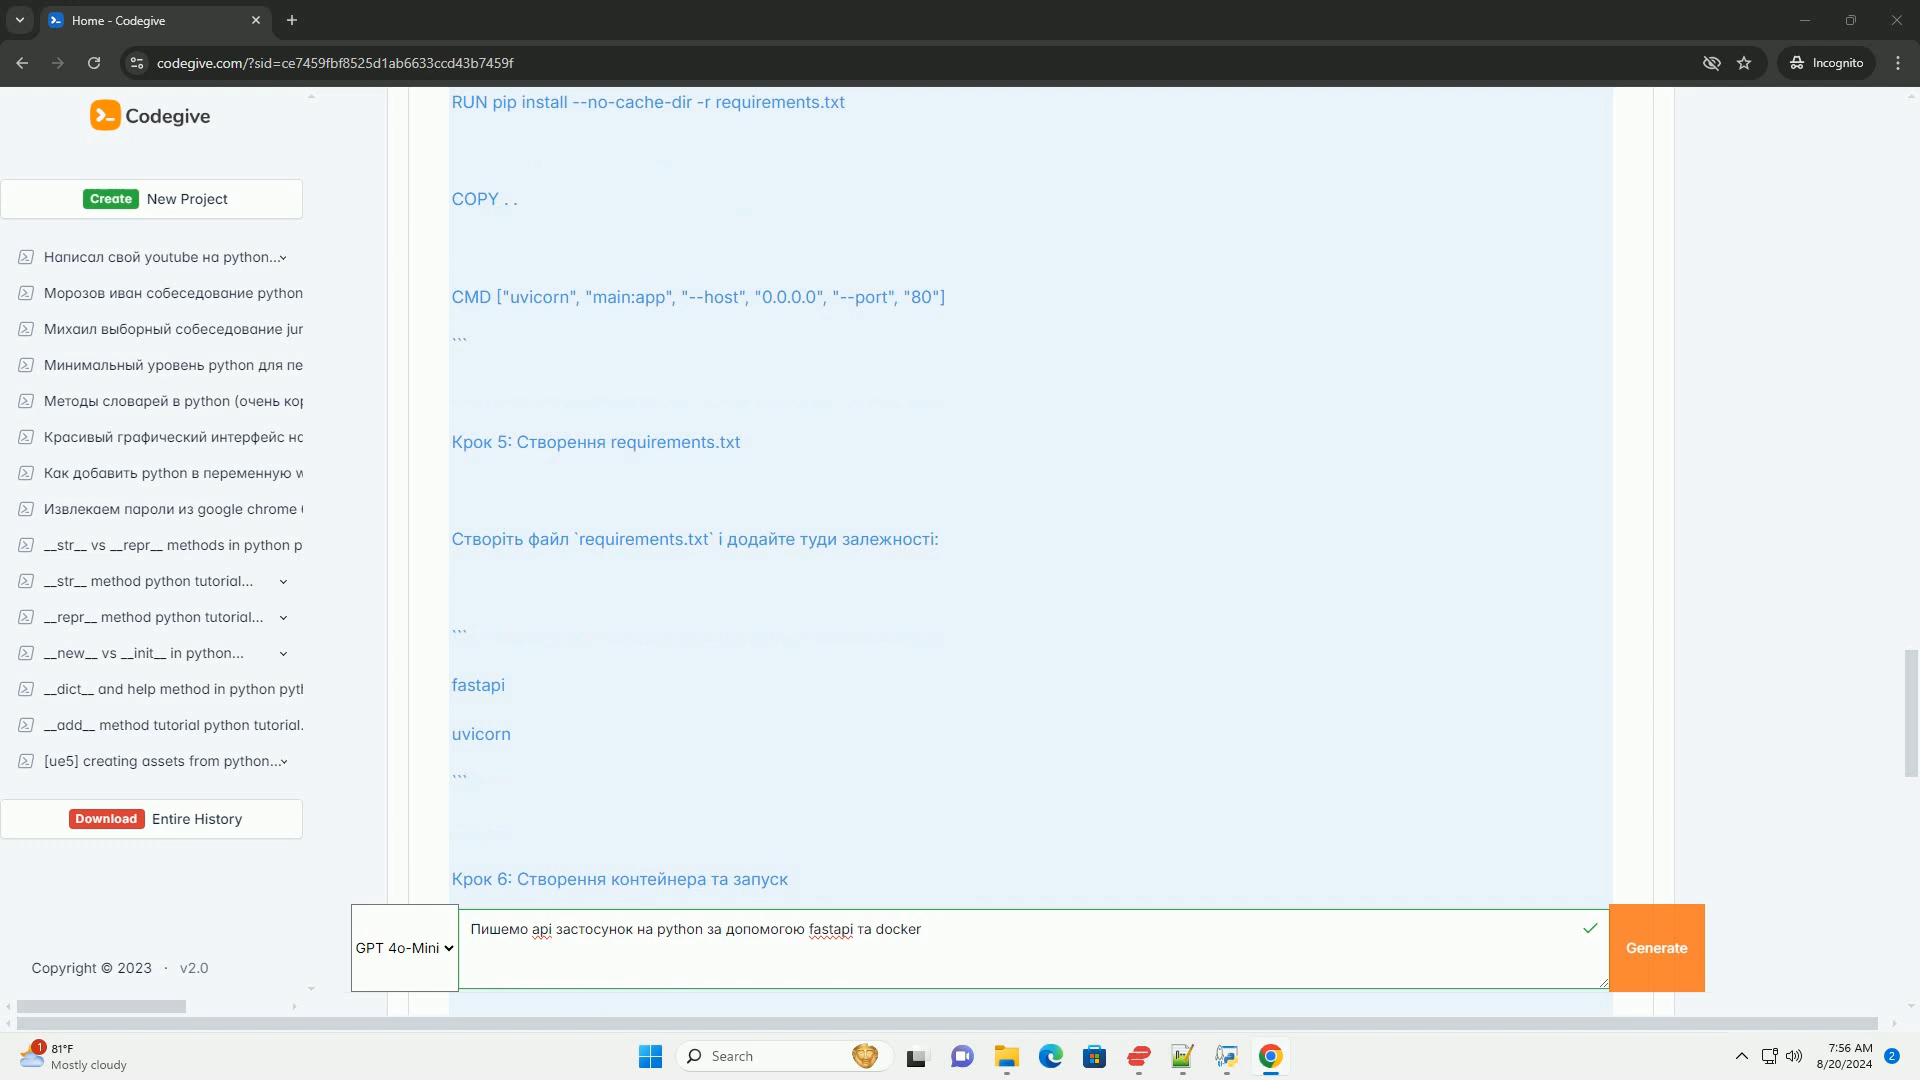 Home - Codegive
codegive.com/?sid=ce7459fbf8525d1ab6633ccd43b7459f
Incognito
Codegive
Create New Project
Написал свой youtube на python...
Морозов иван собеседование python
Михаил выборный собеседование jur
Минимальный уровень python для пе
Методы словарей в python (очень кор
Красивый графический интерфейс на
Как добавить python в переменную w
Извлекаем пароли из google chrome
__str__ vs __repr__ methods in python p
__str__ method python tutorial...
__repr__ method python tutorial...
__new__ vs __init__ in python...
__dict__ and help method in python pyt
__add__ method tutorial python tutorial.
[ue5] creating assets from python...
Download Entire History
Copyright © 2023 · v2.0
RUN pip install --no-cache-dir -r requirements.txt
COPY . .
CMD ["uvicorn", "main:app", "--host", "0.0.0.0", "--port", "80"]
```
Крок 5: Створення requirements.txt
Створіть файл `requirements.txt` і додайте туди залежності:
```
fastapi
uvicorn
```
Крок 6: Створення контейнера та запуск
GPT 4o-Mini
Пишемо api застосунок на python за допомогою fastapi та docker
Generate
1
81°F
Mostly cloudy
Search
7:56 AM
8/20/2024
2